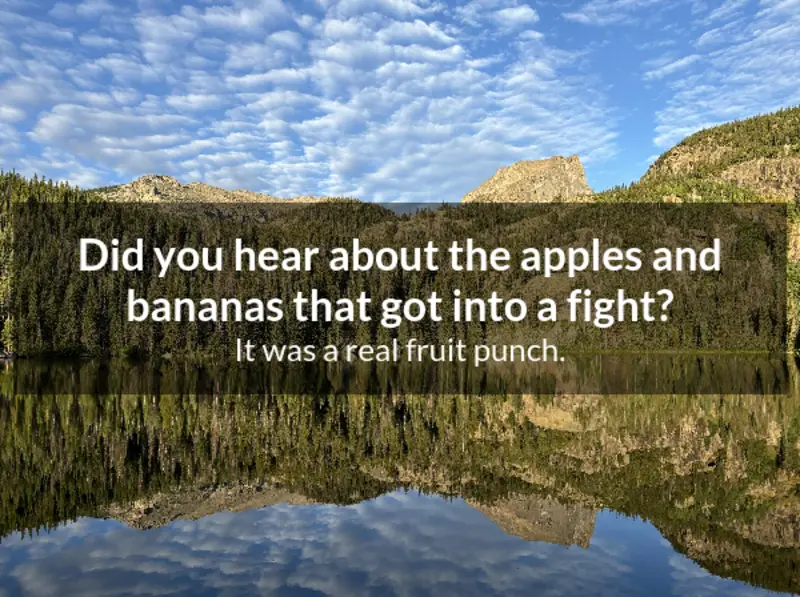 Did you hear about the apples and
bananas that got into a fight?
It was a real fruit punch.